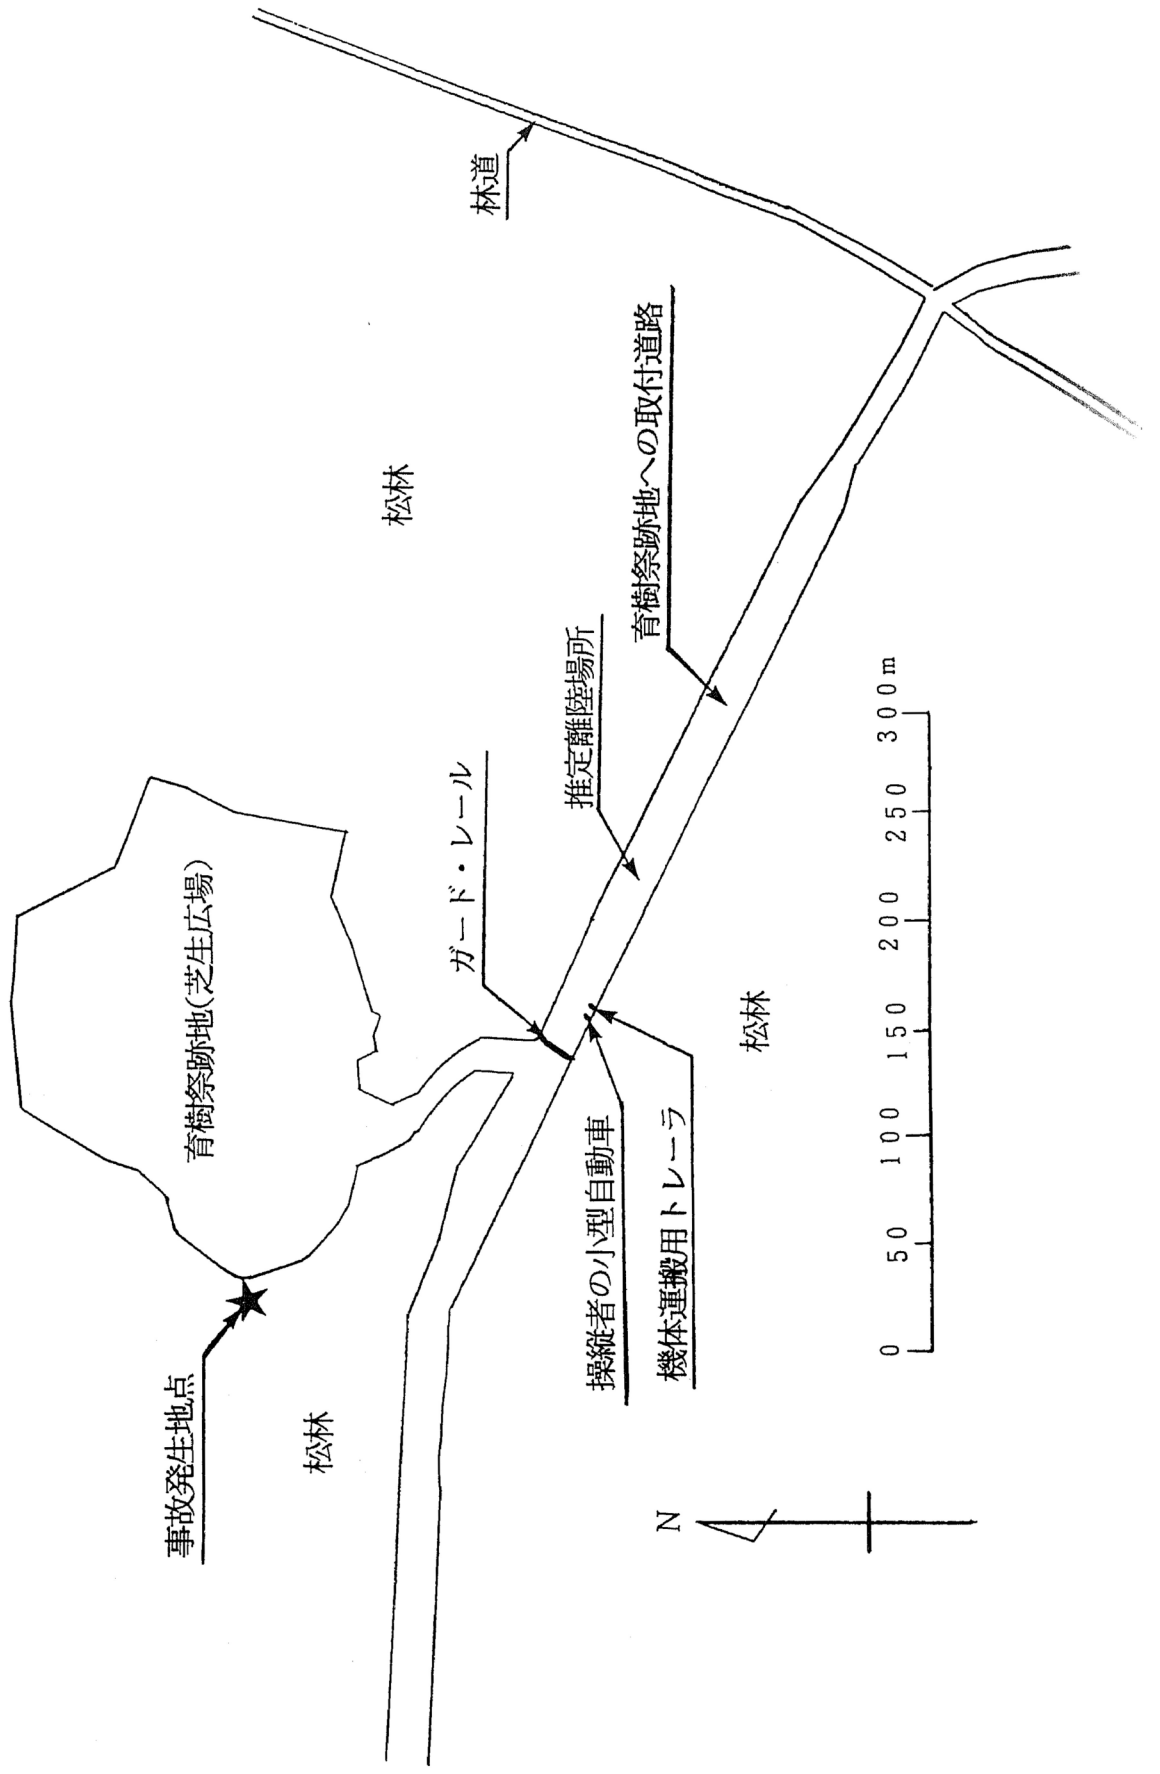 事故発生地点
育樹祭跡地(芝生広場)
松林
松林
ガード・レール
林道
推定離陸場所
育樹祭跡地への取付道路
操縦者の小型自動車
機体運搬用トレーラ
松林
N
0 50 100 150 200 250 300m